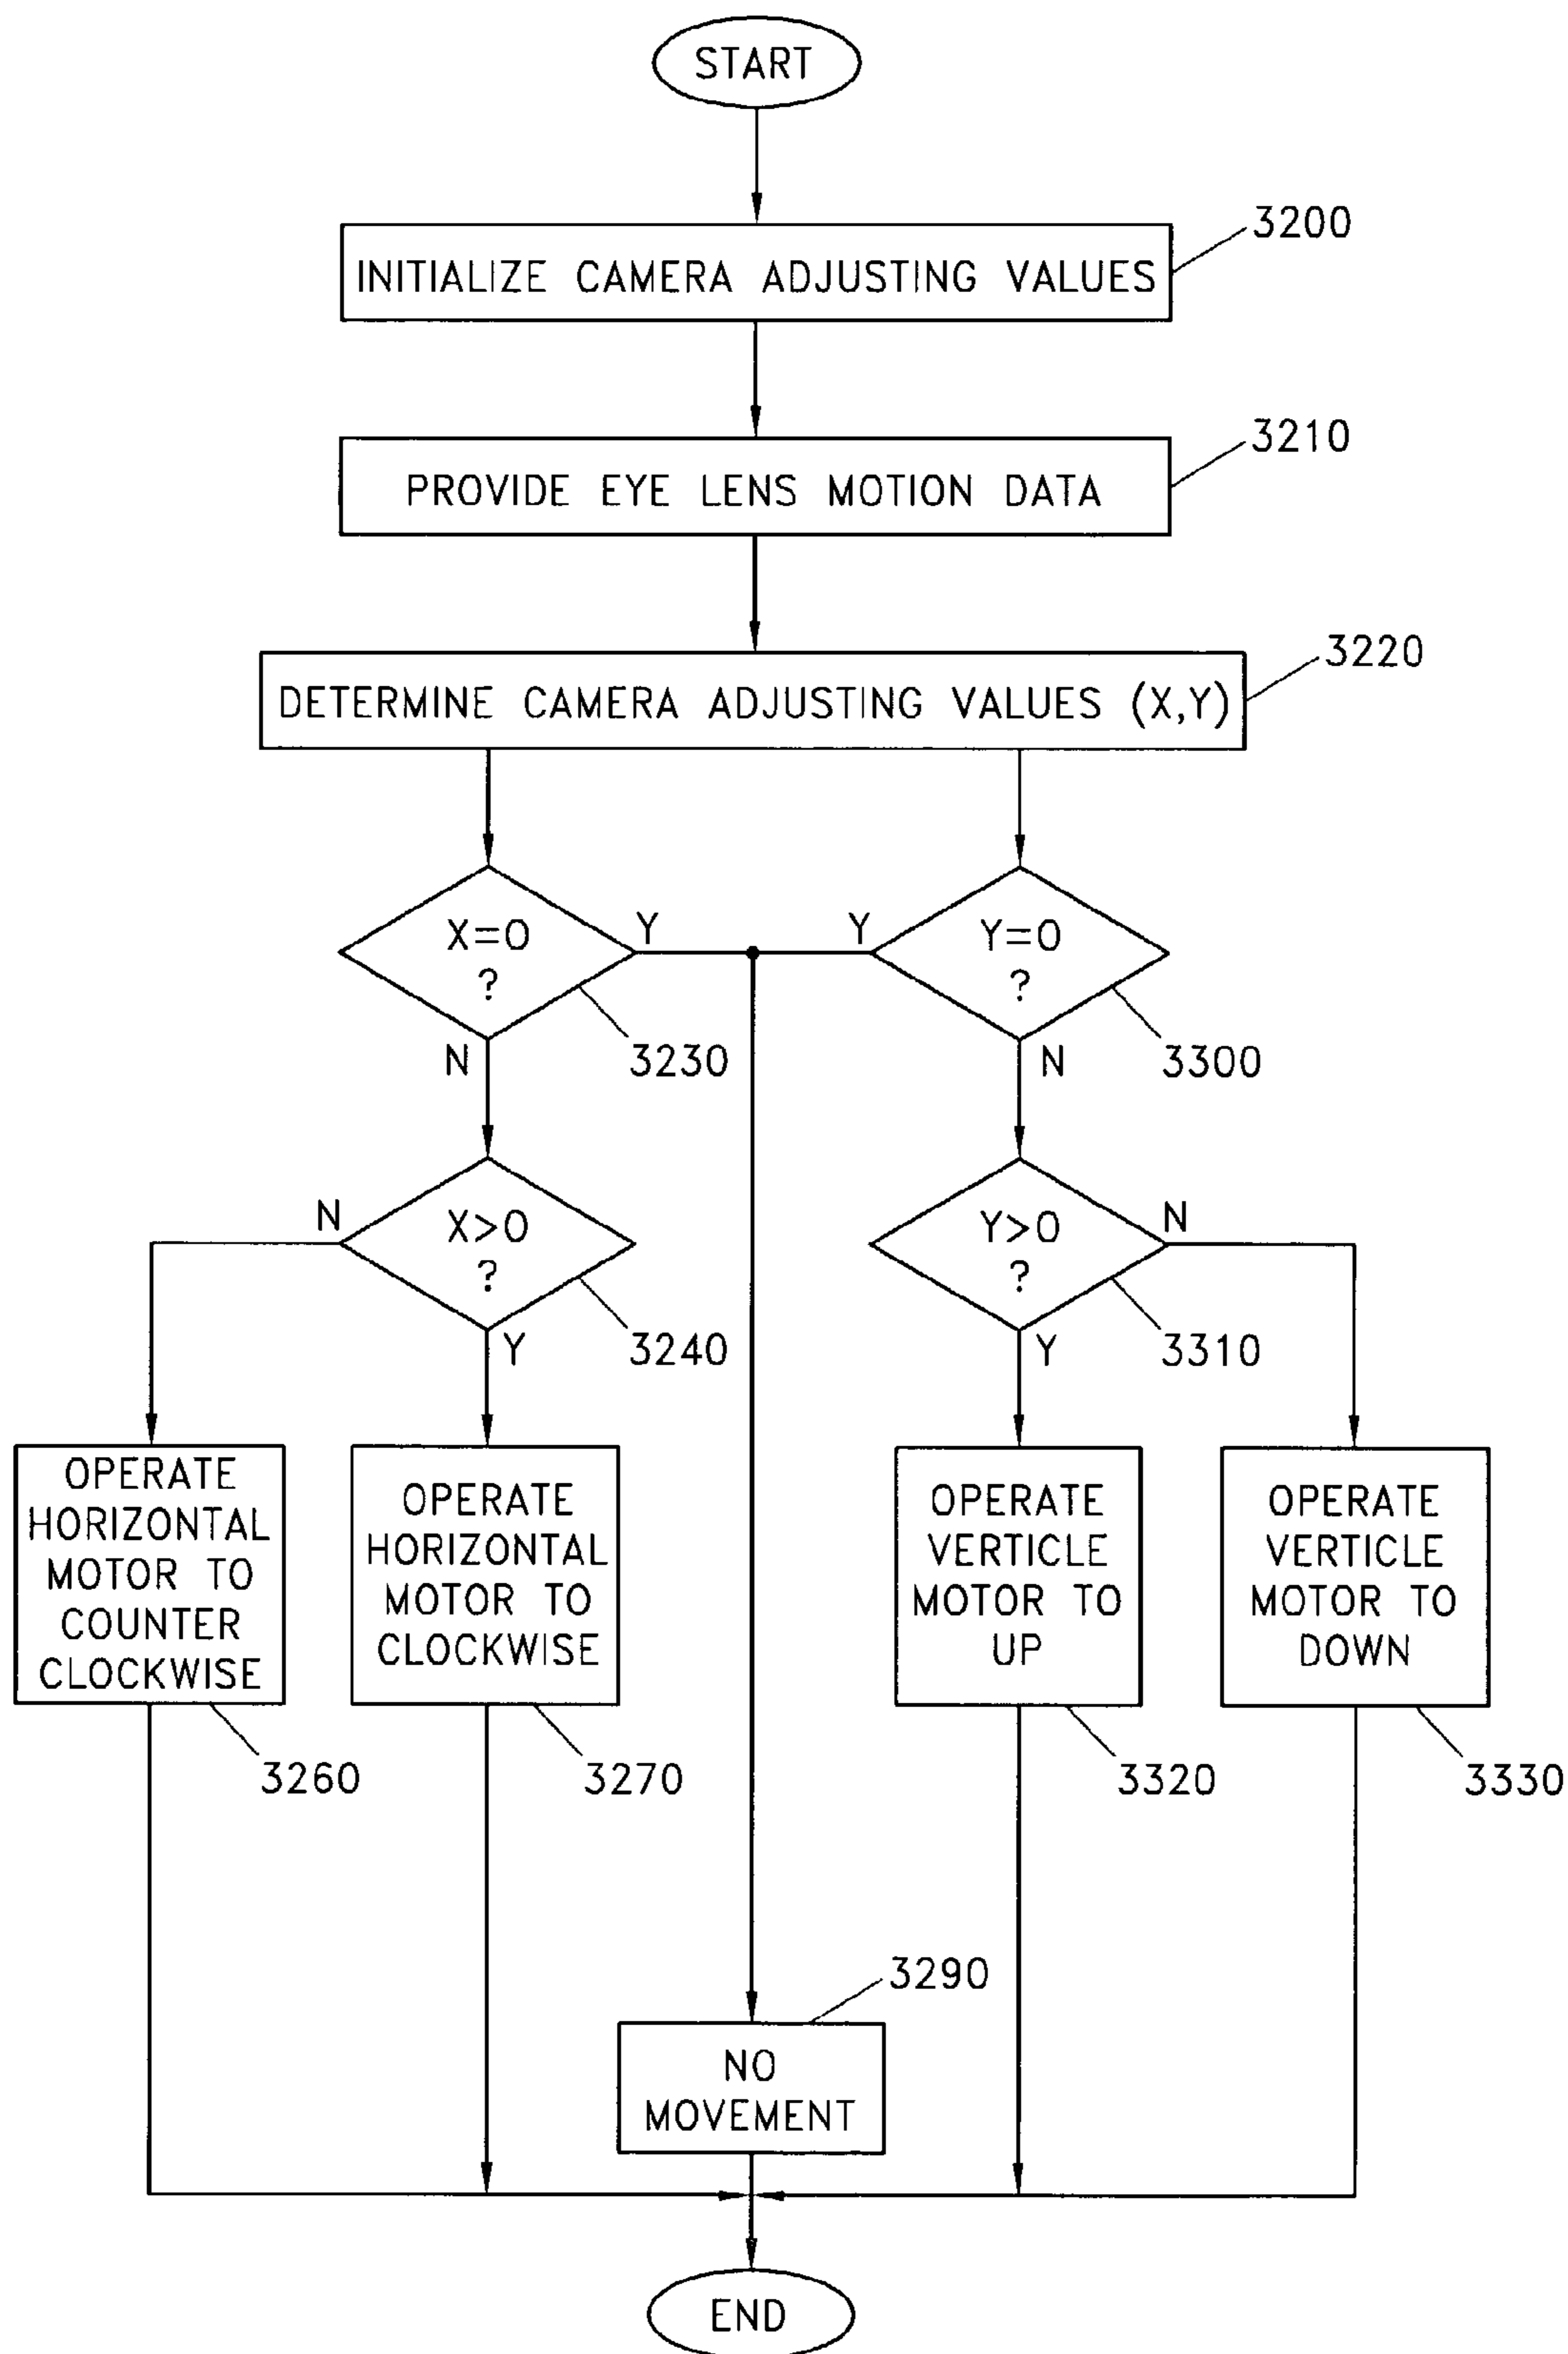 START
3200
INITIALIZE CAMERA ADJUSTING VALUES
3210
PROVIDE EYE LENS MOTION DATA
3220
DETERMINE CAMERA ADJUSTING VALUES (X,Y)
X=0
?
Y
N
3230
Y
Y=0
?
N
3300
N
X>0
?
Y
3240
Y>0
?
N
Y
3310
OPERATE
HORIZONTAL
MOTOR TO
COUNTER
CLOCKWISE
3260
OPERATE
HORIZONTAL
MOTOR TO
CLOCKWISE
3270
OPERATE
VERTICLE
MOTOR TO
UP
3320
OPERATE
VERTICLE
MOTOR TO
DOWN
3330
3290
NO
MOVEMENT
END